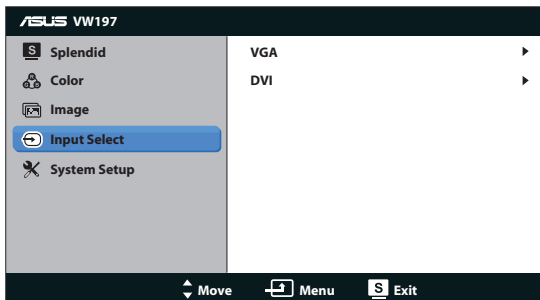 ASUS VW197
S Splendid
Color
Image
Input Select
System Setup
VGA
DVI
Move Menu S Exit